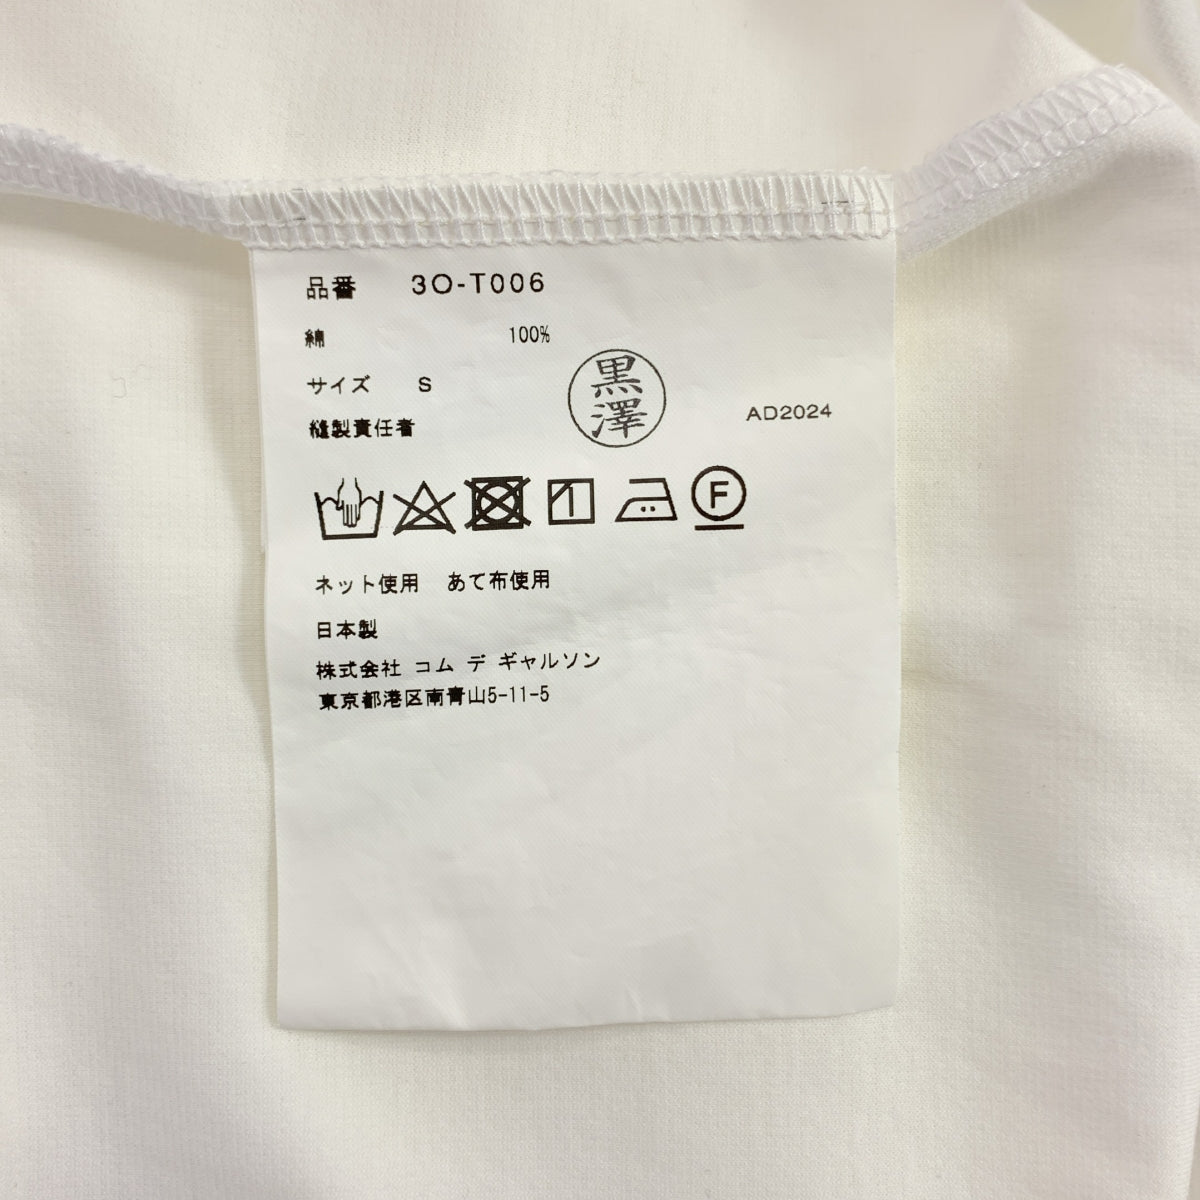 品番 3O-T006
綿 100%
サイズ S
縫製責任者 黒澤 AD2024
F
ネット使用 あて布使用
日本製
株式会社 コム デ ギャルソン
東京都港区南青山5-11-5